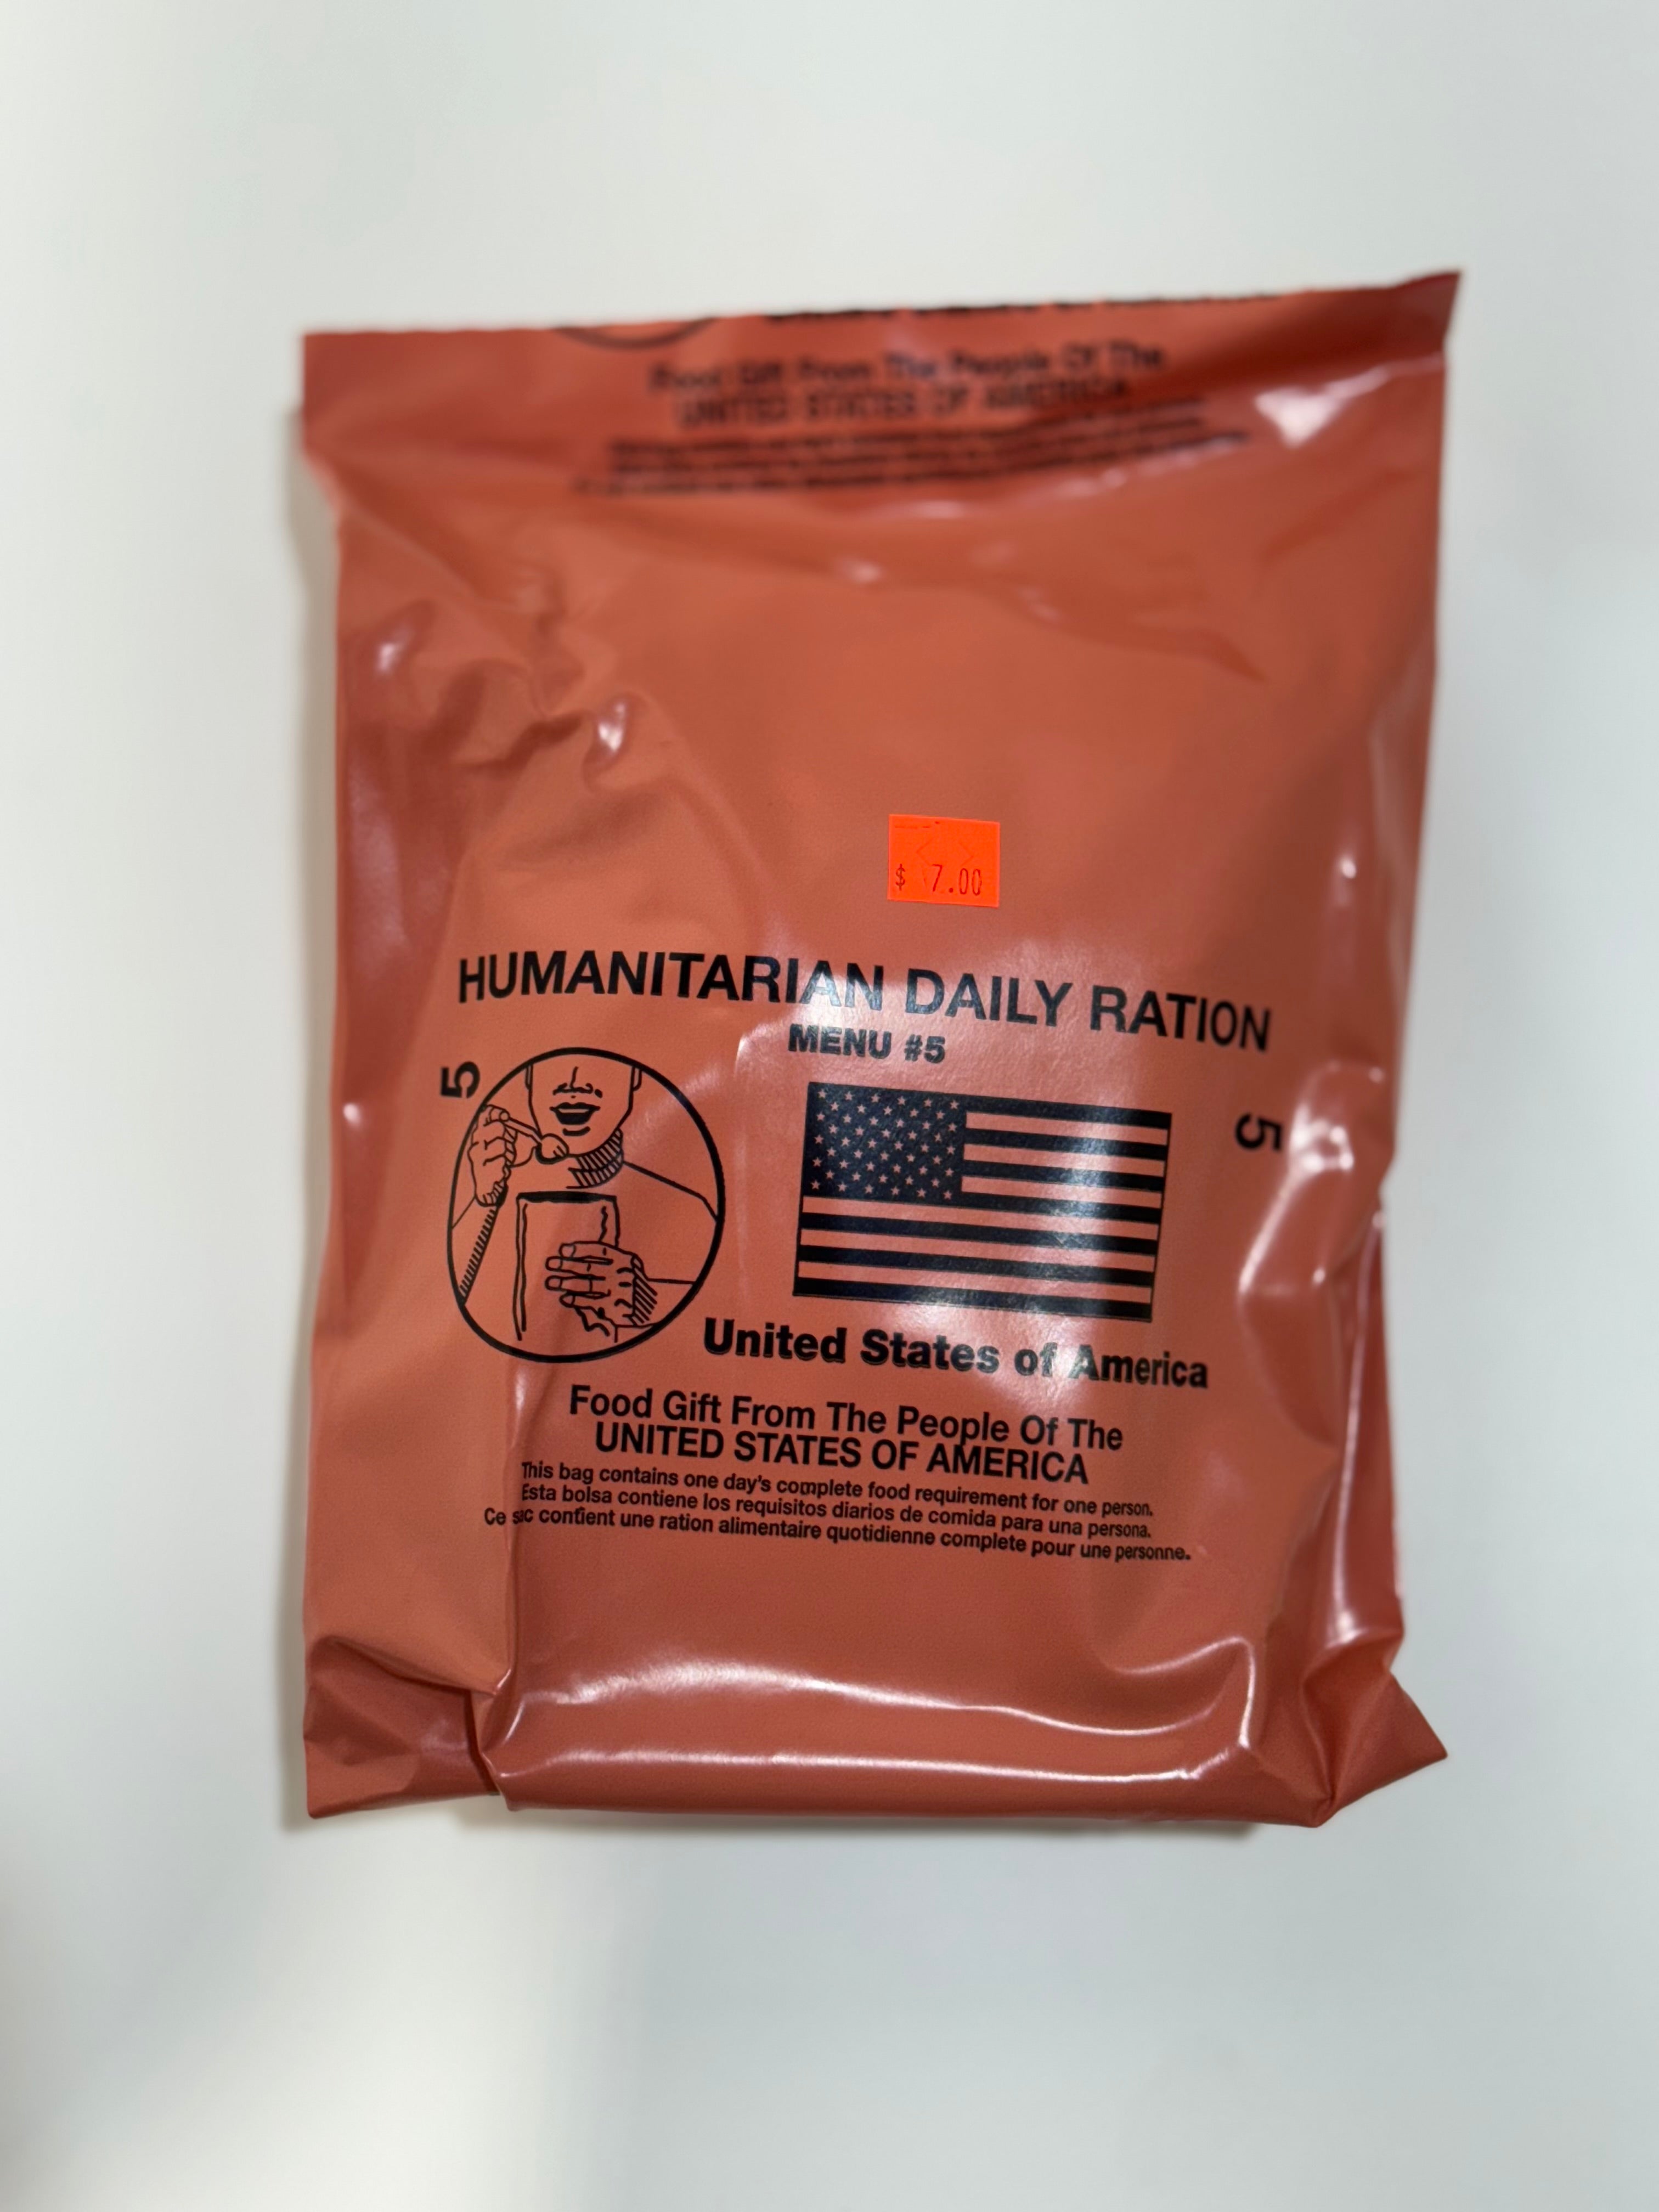 Food Gift From The People Of The
UNITED STATES OF AMERICA
$ 7.00
HUMANITARIAN DAILY RATION
MENU #5
5
5
United States of America
Food Gift From The People Of The
UNITED STATES OF AMERICA
This bag contains one day's complete food requirement for one person.
Esta bolsa contiene los requisitos diarios de comida para una persona.
Ce sac contient une ration alimentaire quotidienne complete pour une personne.